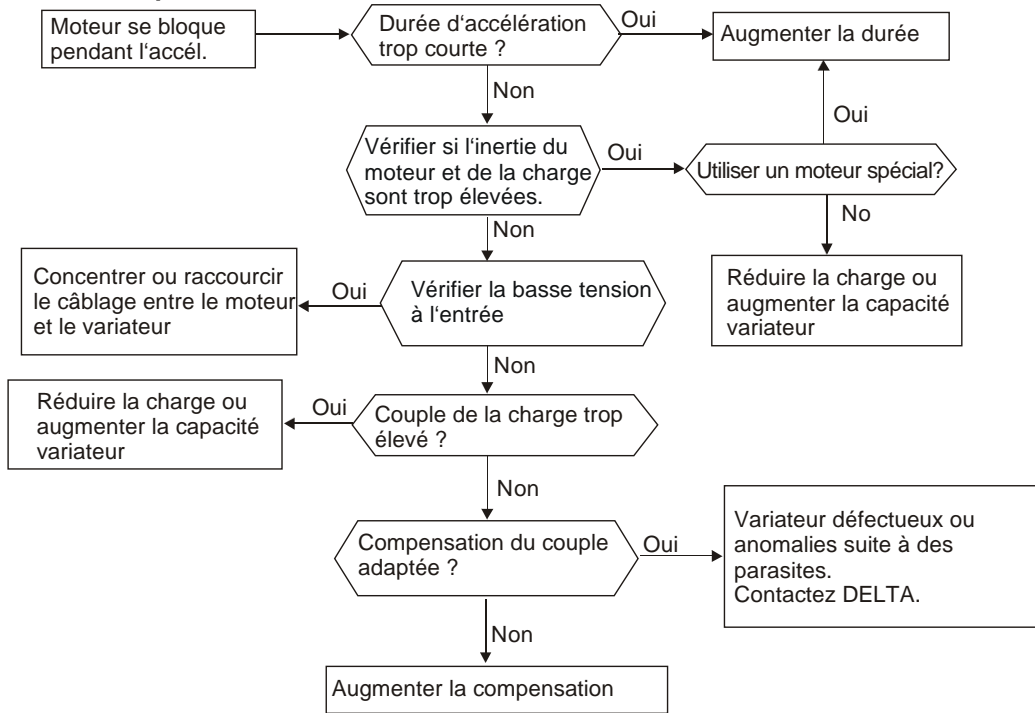 Moteur se bloque
pendant l‘accél.
Durée d‘accélération
trop courte ?
Oui
Augmenter la durée
Non
Oui
Vérifier si l‘inertie du
moteur et de la charge
sont trop élevées.
Oui
Utiliser un moteur spécial?
Non
No
Concentrer ou raccourcir
le câblage entre le moteur
et le variateur
Oui
Vérifier la basse tension
à l‘entrée
Réduire la charge ou
augmenter la capacité
variateur
Non
Réduire la charge ou
augmenter la capacité
variateur
Oui
Couple de la charge trop
élevé ?
Non
Compensation du couple
adaptée ?
Oui
Variateur défectueux ou
anomalies suite à des
parasites.
Contactez DELTA.
Non
Augmenter la compensation